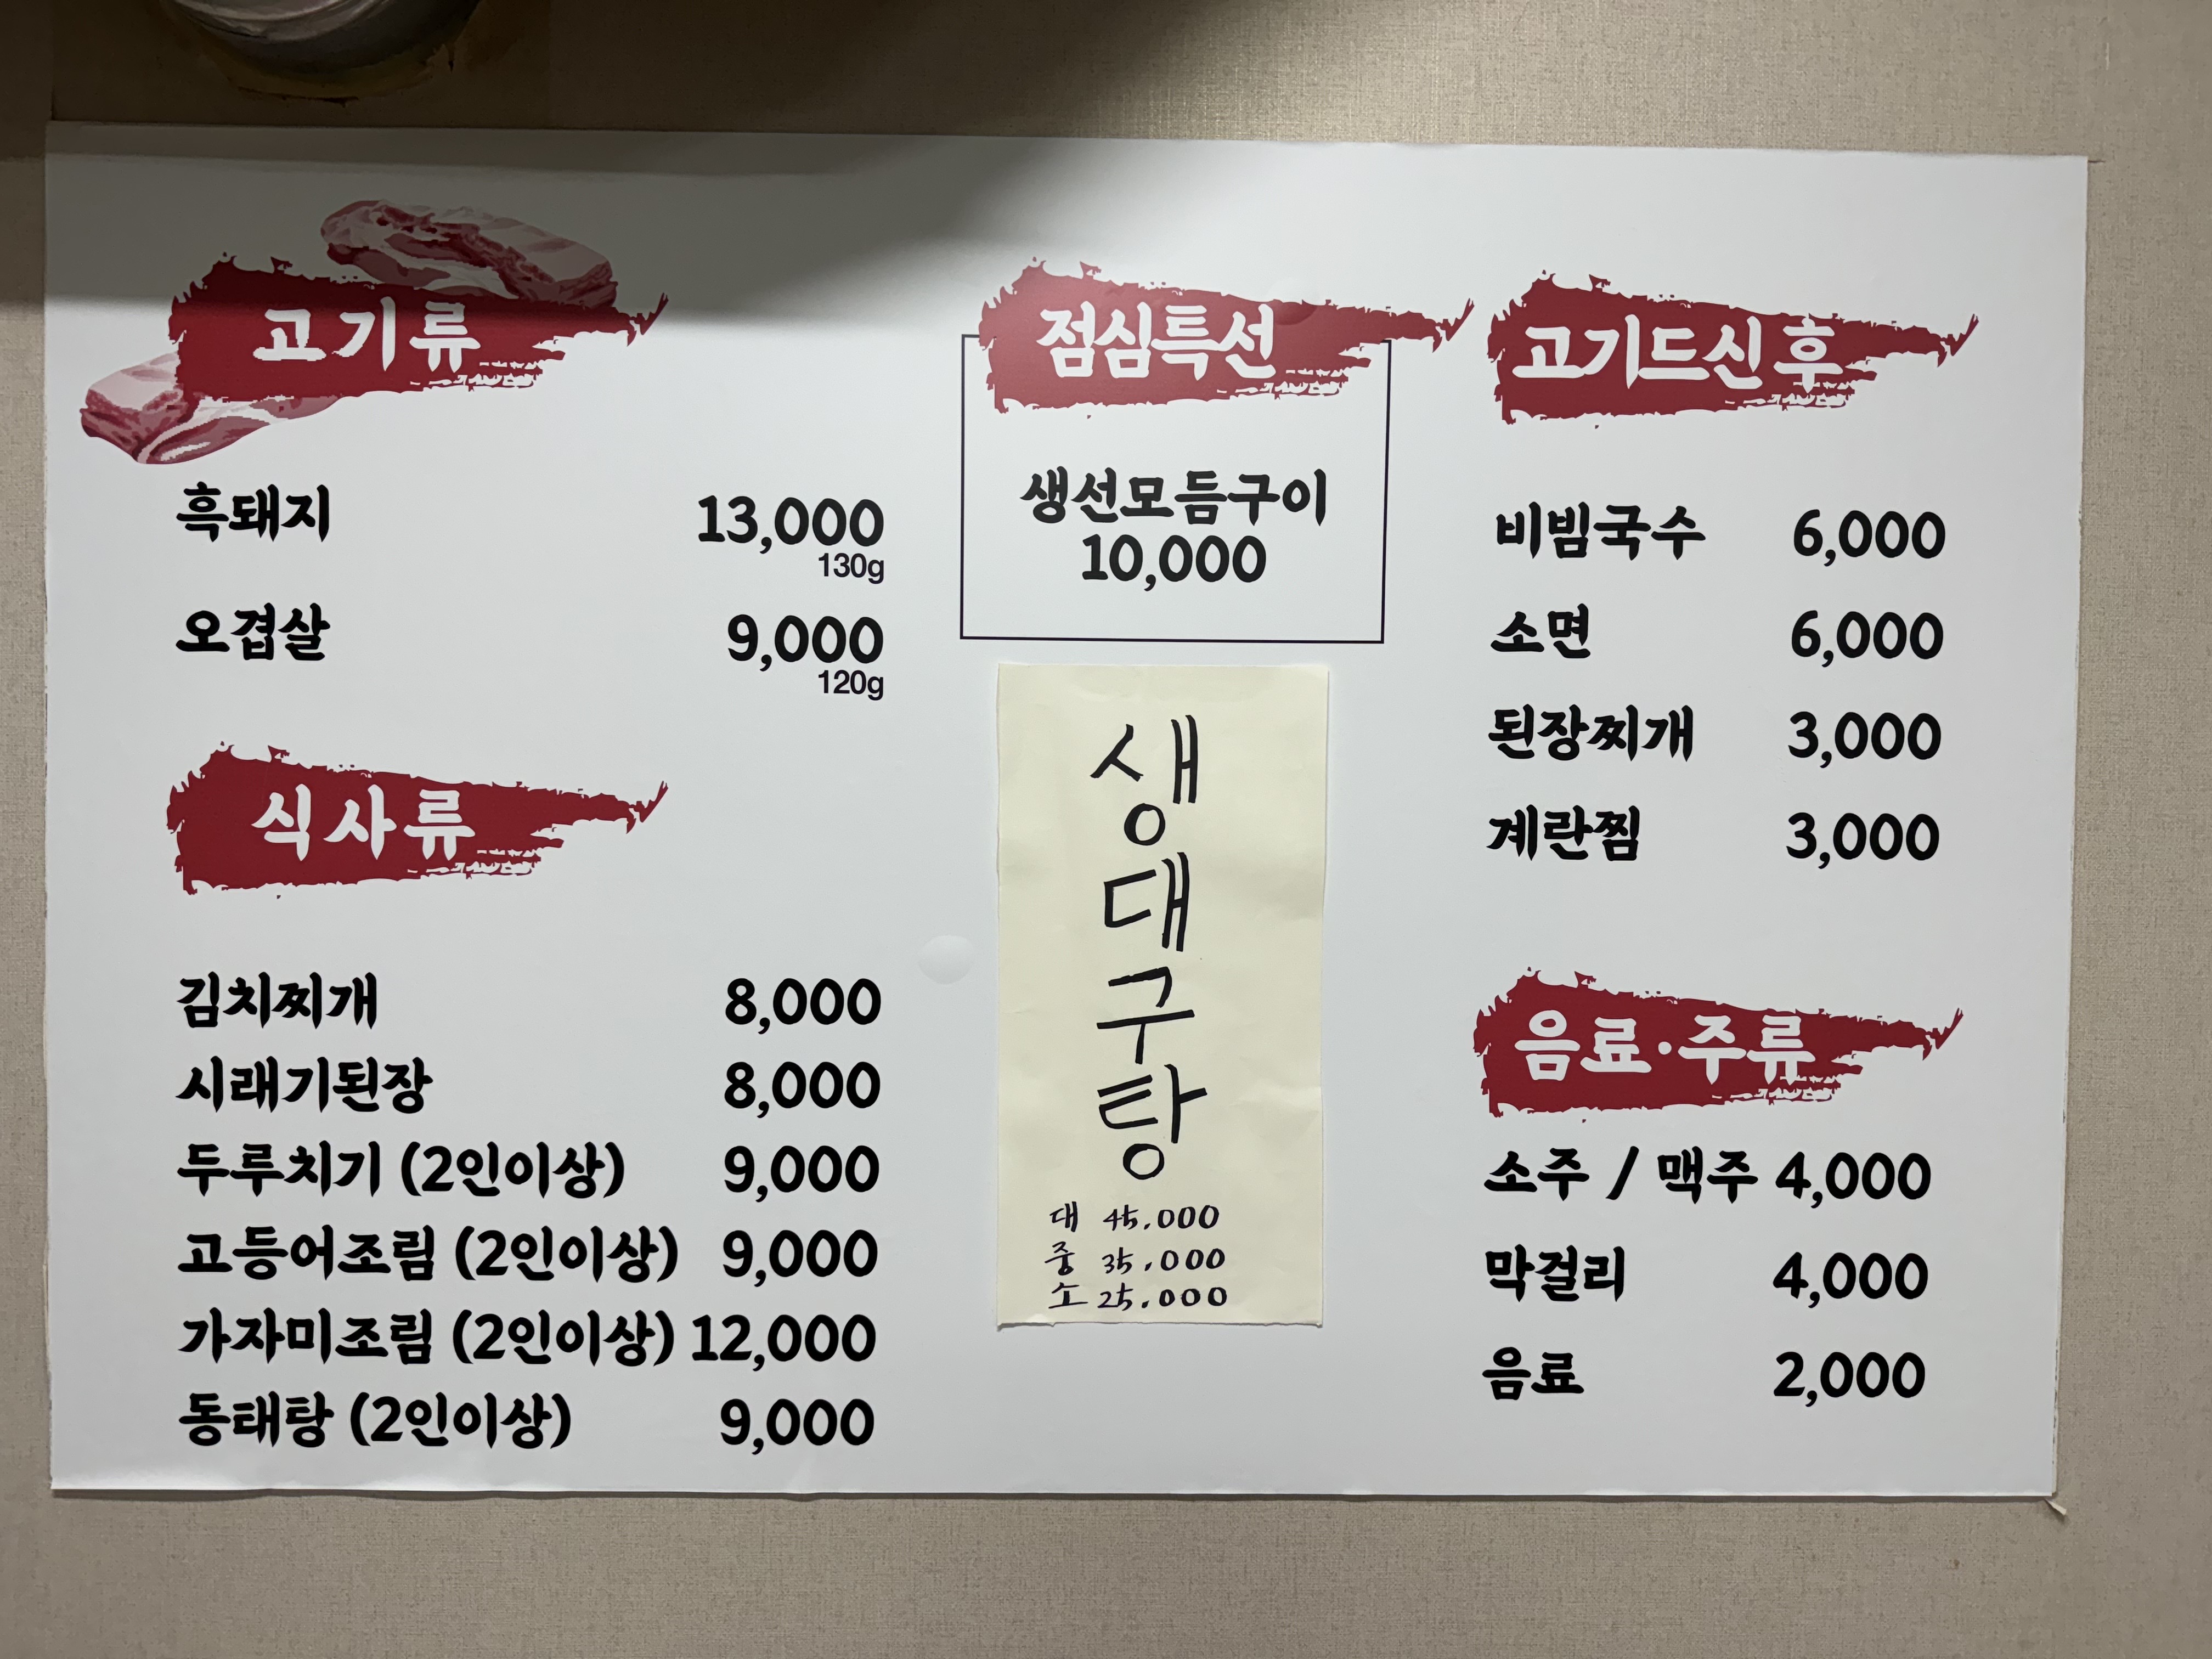 고기류
흑돼지 13,000
130g
오겹살 9,000
120g
식사류
김치찌개 8,000
시래기된장 8,000
두루치기 (2인이상) 9,000
고등어조림 (2인이상) 9,000
가자미조림 (2인이상) 12,000
동태탕 (2인이상) 9,000
점심특선
생선모듬구이
10,000
생
대
구
탕
대 45,000
중 35,000
소 25,000
고기드신후
비빔국수 6,000
소면 6,000
된장찌개 3,000
계란찜 3,000
음료·주류
소주 / 맥주 4,000
막걸리 4,000
음료 2,000